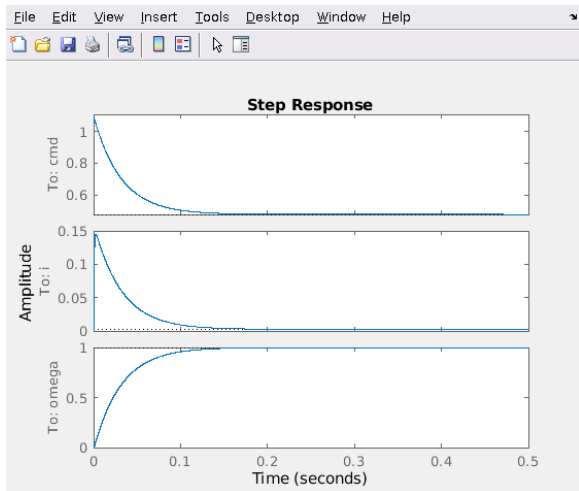 File Edit View Insert Tools Desktop Window Help
Step Response
To: cmd
1
0.8
0.6
Amplitude
To: i
0.15
0.1
0.05
0
To: omega
1
0.5
0
0 0.1 0.2 0.3 0.4 0.5
Time (seconds)